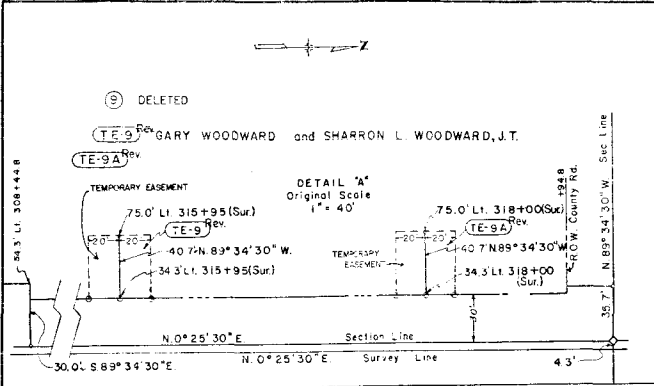 Z
9 DELETED
TE-9 Rev. GARY WOODWARD and SHARRON L. WOODWARD, J.T.
TE-9A Rev.
DETAIL "A"
Original Scale
1" = 40'
TEMPORARY EASEMENT
75.0' Lt. 315+95 (Sur.)
TE-9 Rev.
20' 20'
40.7' N. 89° 34' 30" W.
34.3' Lt. 315+95 (Sur.)
75.0' Lt. 318+00 (Sur.)
TE-9A Rev.
20' 20'
TEMPORARY
EASEMENT
40.7' N. 89° 34' 30" W.
34.3' Lt. 318+00
(Sur.)
34.3' Lt. 308+44.8
+94.8
R.O.W. County Rd.
N 89° 34' 30" W. Sec Line
35.7'
30'
N. 0° 25' 30" E. Section Line
30.0' S. 89° 34' 30" E.
N. 0° 25' 30" E. Survey Line
4.3'